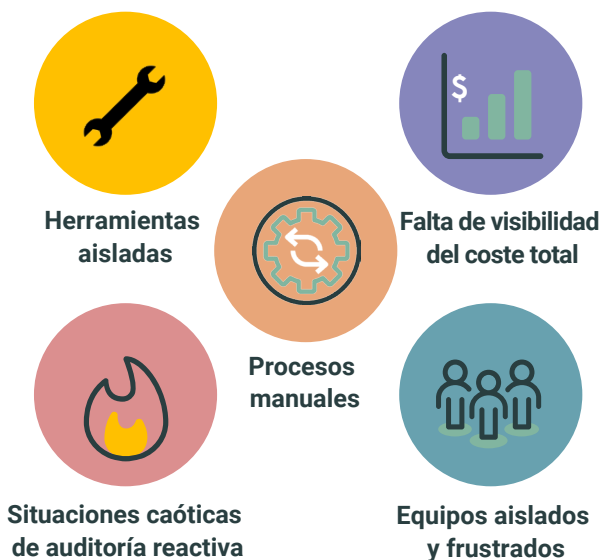 Herramientas
aisladas
$
Falta de visibilidad
del coste total
Procesos
manuales
Situaciones caóticas
de auditoría reactiva
Equipos aislados
y frustrados